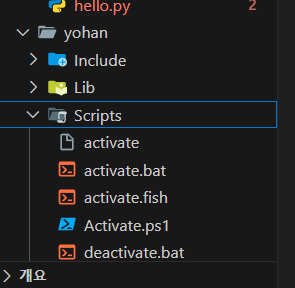 hello.py 2
yohan
Include
Lib
Scripts
activate
activate.bat
activate.fish
Activate.ps1
deactivate.bat
개요